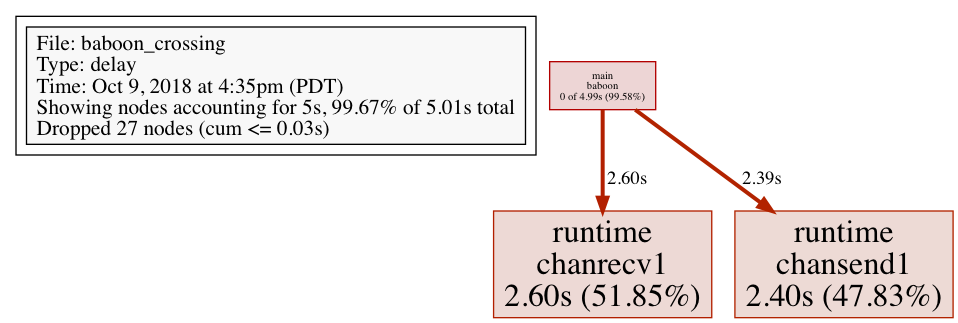 File: baboon_crossing
Type: delay
Time: Oct 9, 2018 at 4:35pm (PDT)
Showing nodes accounting for 5s, 99.67% of 5.01s total
Dropped 27 nodes (cum <= 0.03s)
main
baboon
0 of 4.99s (99.58%)
2.60s
2.39s
runtime
chanrecv1
2.60s (51.85%)
runtime
chansend1
2.40s (47.83%)